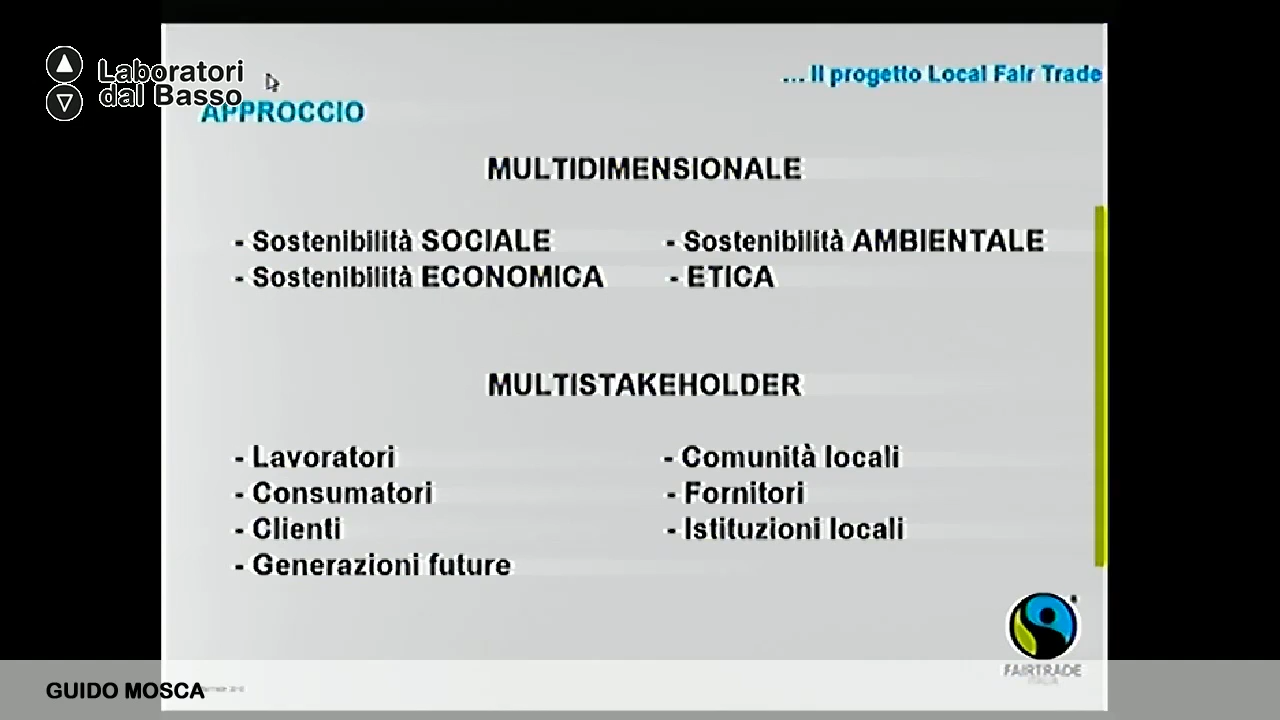 Laboratori
dal Basso
... Il progetto Local Fair Trade
APPROCCIO
MULTIDIMENSIONALE
- Sostenibilità SOCIALE - Sostenibilità AMBIENTALE
- Sostenibilità ECONOMICA - ETICA
MULTISTAKEHOLDER
- Lavoratori - Comunità locali
- Consumatori - Fornitori
- Clienti - Istituzioni locali
- Generazioni future
FAIRTRADE
GUIDO MOSCA